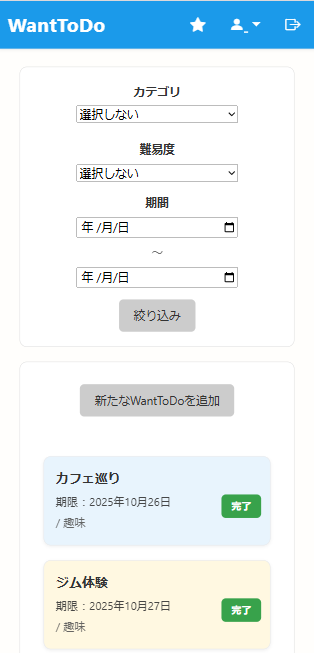 WantToDo
カテゴリ
選択しない
難易度
選択しない
期間
年 /月/日
～
年 /月/日
絞り込み
新たなWantToDoを追加
カフェ巡り
期限：2025年10月26日
完了
/ 趣味
ジム体験
期限：2025年10月27日
完了
/ 趣味